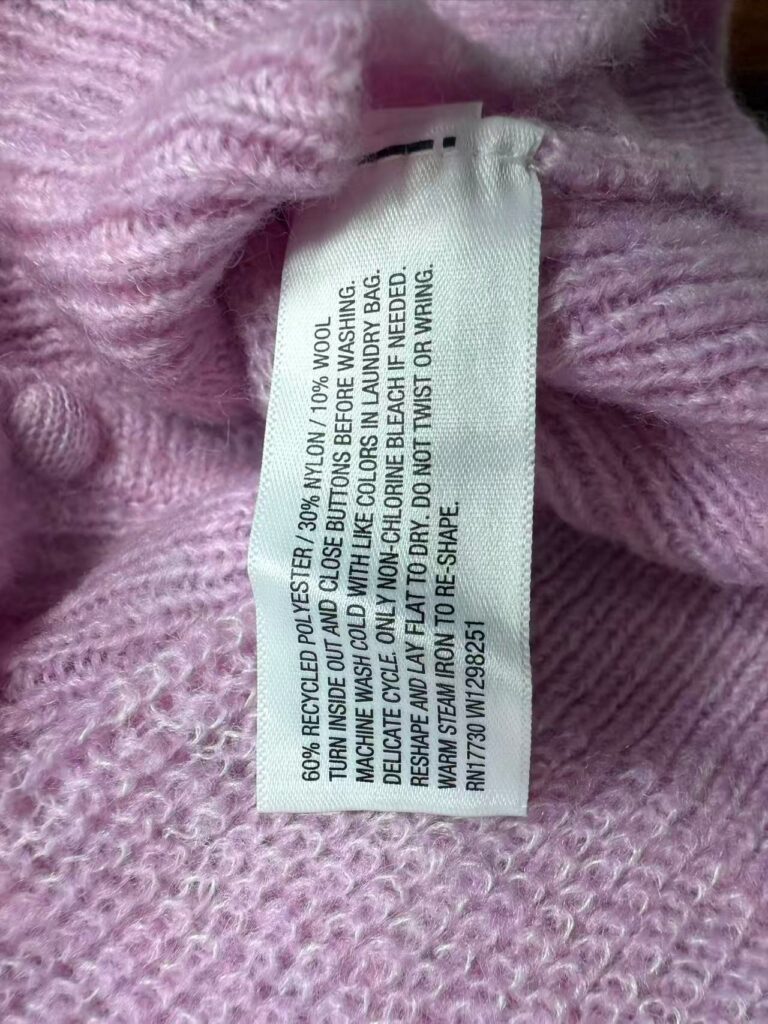 60% RECYCLED POLYESTER / 30% NYLON / 10% WOOL
TURN INSIDE OUT AND CLOSE BUTTONS BEFORE WASHING.
MACHINE WASH COLD WITH LIKE COLORS IN LAUNDRY BAG.
DELICATE CYCLE. ONLY NON-CHLORINE BLEACH IF NEEDED.
RESHAPE AND LAY FLAT TO DRY. DO NOT TWIST OR WRING.
WARM STEAM IRON TO RE-SHAPE.
RN17730 VN1298251